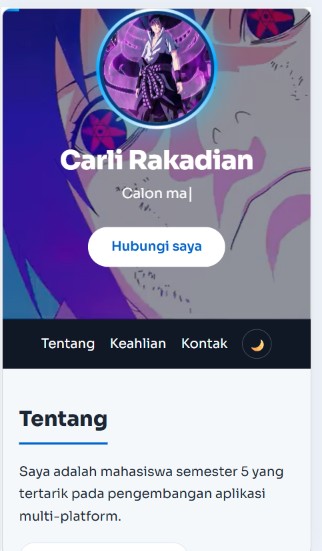 Carli Rakadian
Calon ma|
Hubungi saya
Tentang Keahlian Kontak
Tentang
Saya adalah mahasiswa semester 5 yang
tertarik pada pengembangan aplikasi
multi-platform.